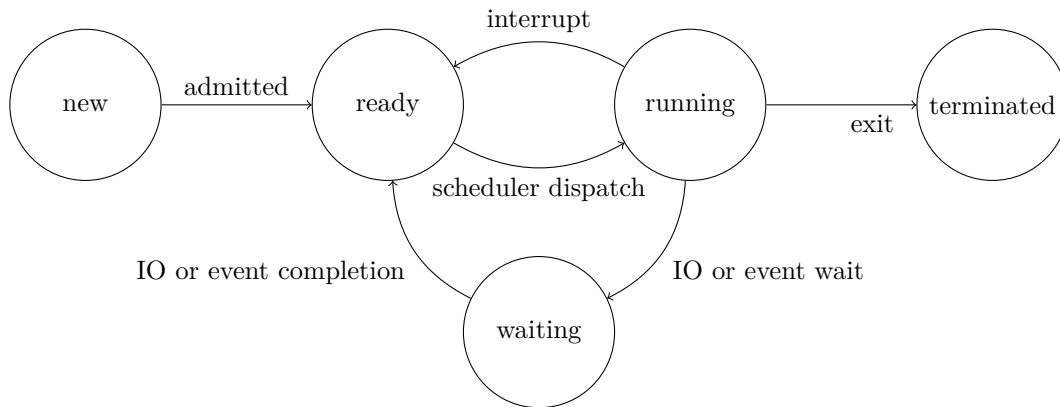 interrupt
new
admitted
ready
running
exit
terminated
scheduler dispatch
IO or event completion
IO or event wait
waiting